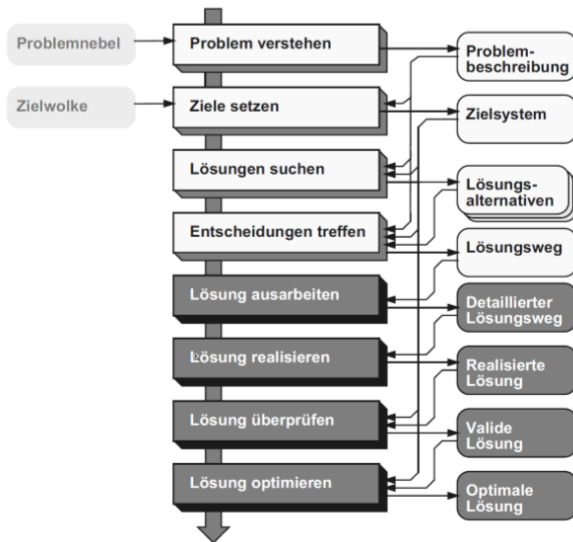 Problemnebel
Problem verstehen
Problem-
beschreibung
Zielwolke
Ziele setzen
Zielsystem
Lösungen suchen
Lösungs-
alternativen
Entscheidungen treffen
Lösungsweg
Lösung ausarbeiten
Detaillierter
Lösungsweg
Lösung realisieren
Realisierte
Lösung
Lösung überprüfen
Valide
Lösung
Lösung optimieren
Optimale
Lösung